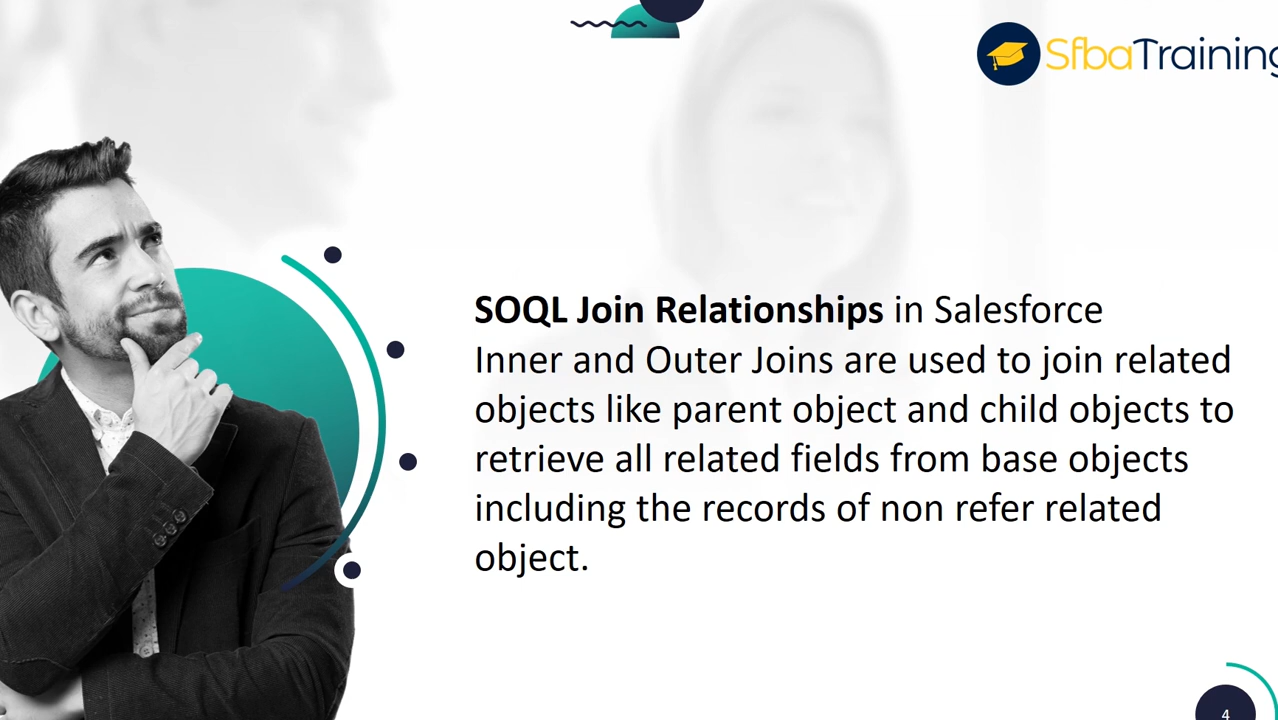 SfbaTraining
SOQL Join Relationships in Salesforce
Inner and Outer Joins are used to join related
objects like parent object and child objects to
retrieve all related fields from base objects
including the records of non refer related
object.
4